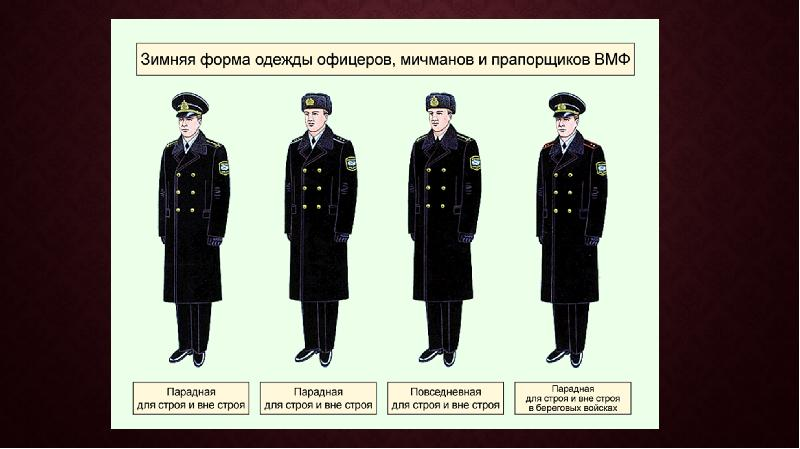 Зимняя форма одежды офицеров, мичманов и прапорщиков ВМФ
Парадная
для строя и вне строя
Парадная
для строя и вне строя
Повседневная
для строя и вне строя
Парадная
для строя и вне строя
в береговых войсках